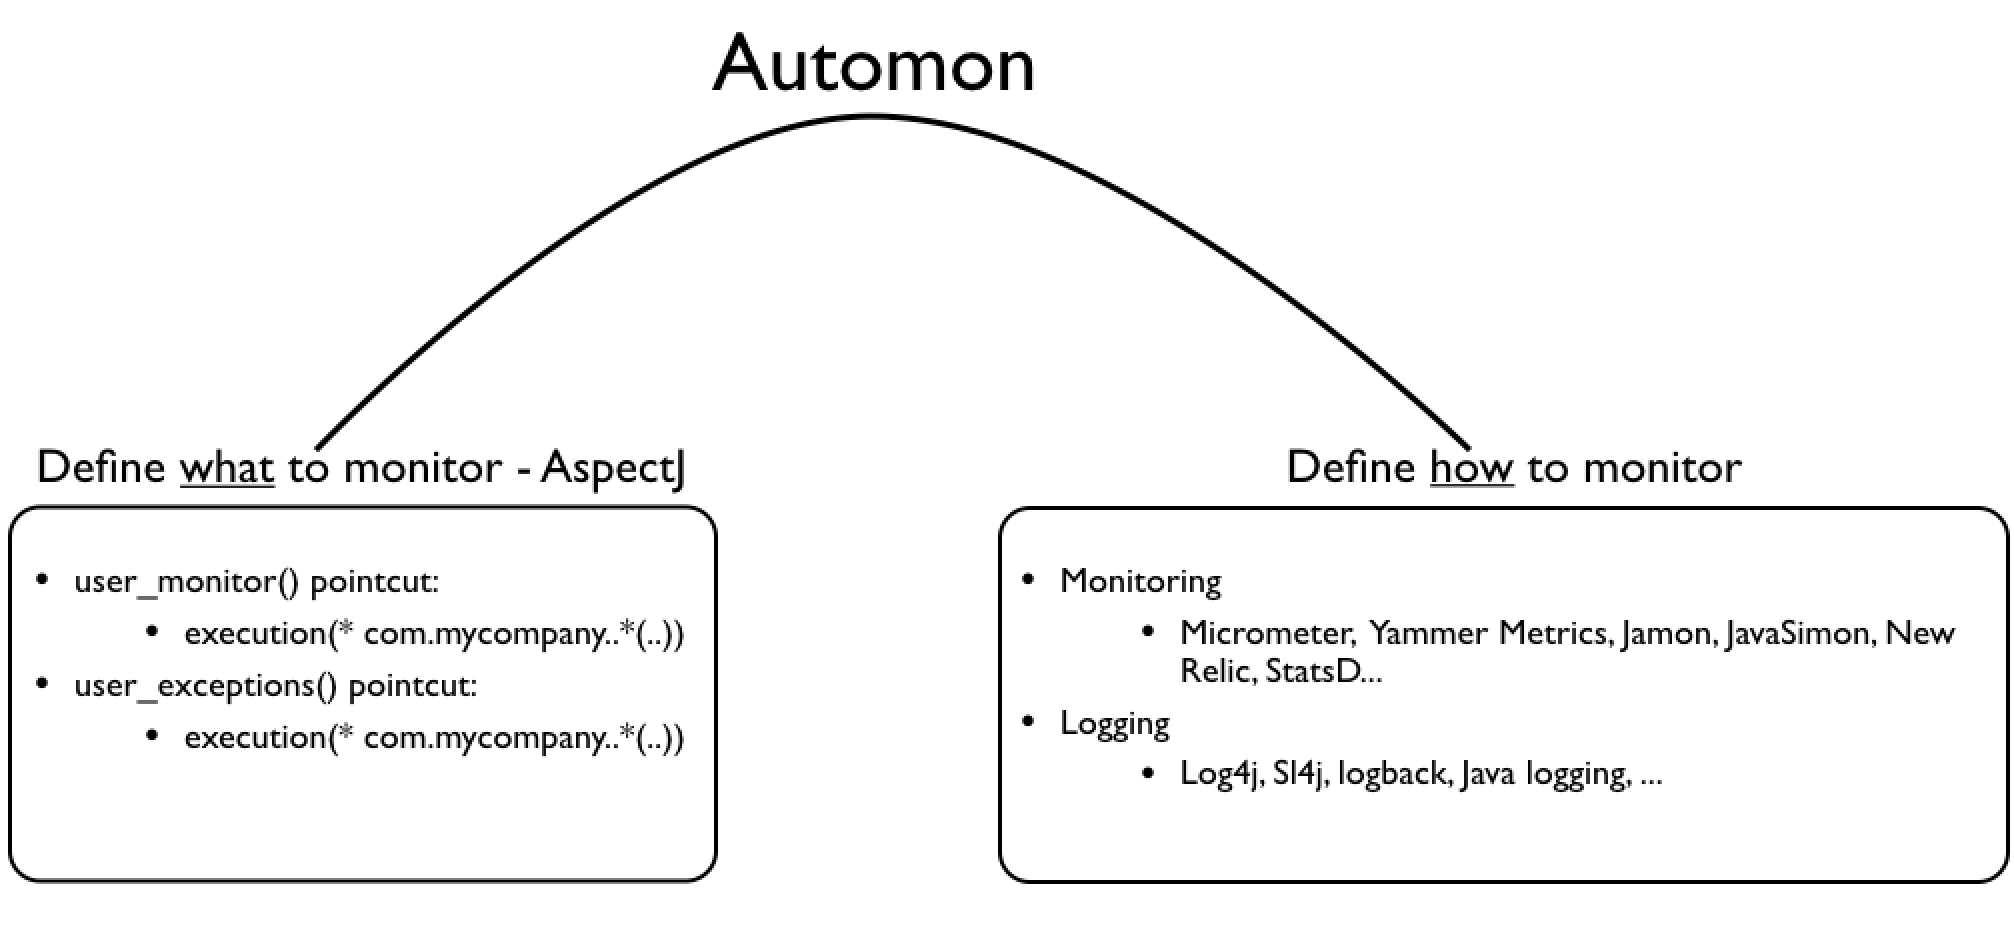 Automon
Define what to monitor - AspectJ
• user_monitor() pointcut:
• execution(* com.mycompany..*(..))
• user_exceptions() pointcut:
• execution(* com.mycompany..*(..))
Define how to monitor
• Monitoring
• Micrometer, Yammer Metrics, Jamon, JavaSimon, New
Relic, StatsD...
• Logging
• Log4j, Sl4j, logback, Java logging, ...